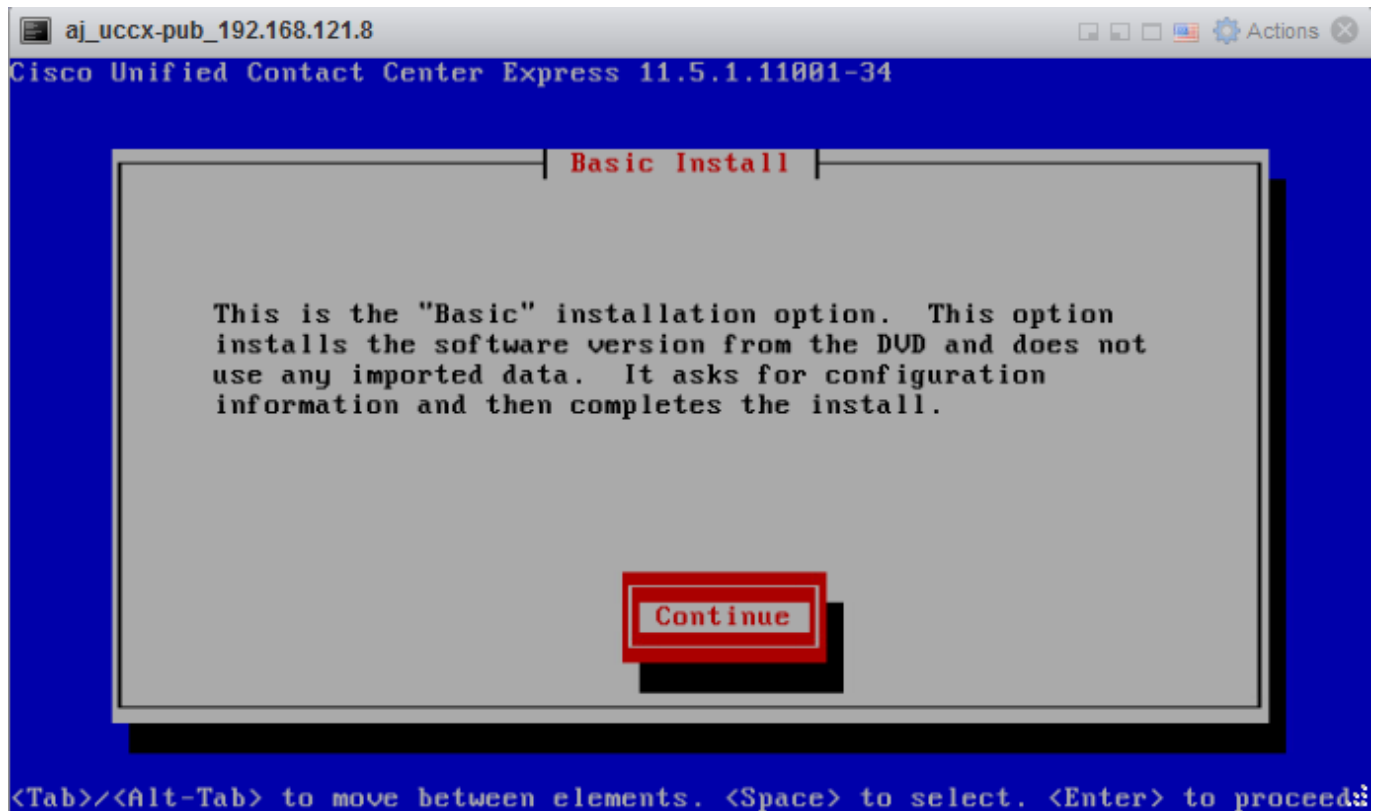 aj_uccx-pub_192.168.121.8 Actions
Cisco Unified Contact Center Express 11.5.1.11001-34
Basic Install
This is the "Basic" installation option.  This option
installs the software version from the DVD and does not
use any imported data.  It asks for configuration
information and then completes the install.
Continue
<Tab>/<Alt-Tab> to move between elements. <Space> to select. <Enter> to proceed